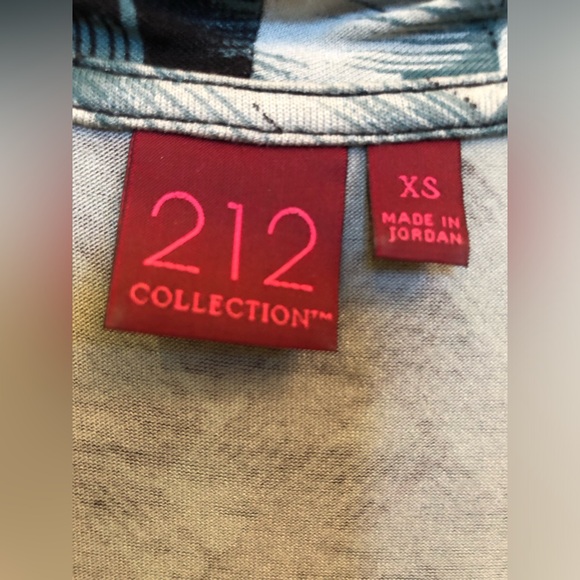 212
COLLECTION™
XS
MADE IN
JORDAN